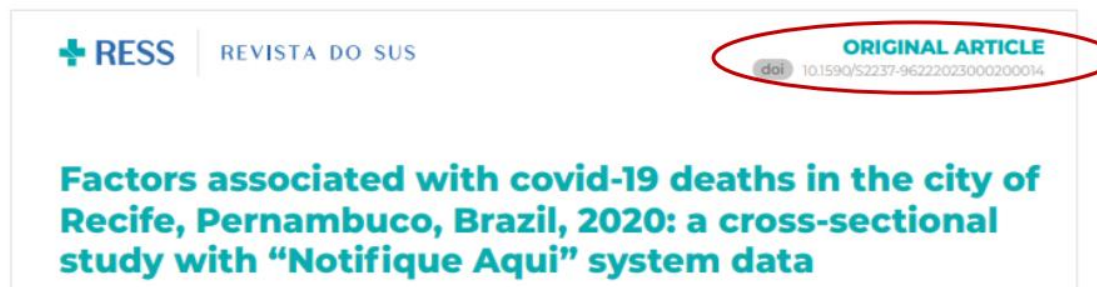 RESS REVISTA DO SUS
ORIGINAL ARTICLE
doi 10.1590/S2237-96222023000200014
Factors associated with covid-19 deaths in the city of
Recife, Pernambuco, Brazil, 2020: a cross-sectional
study with “Notifique Aqui” system data